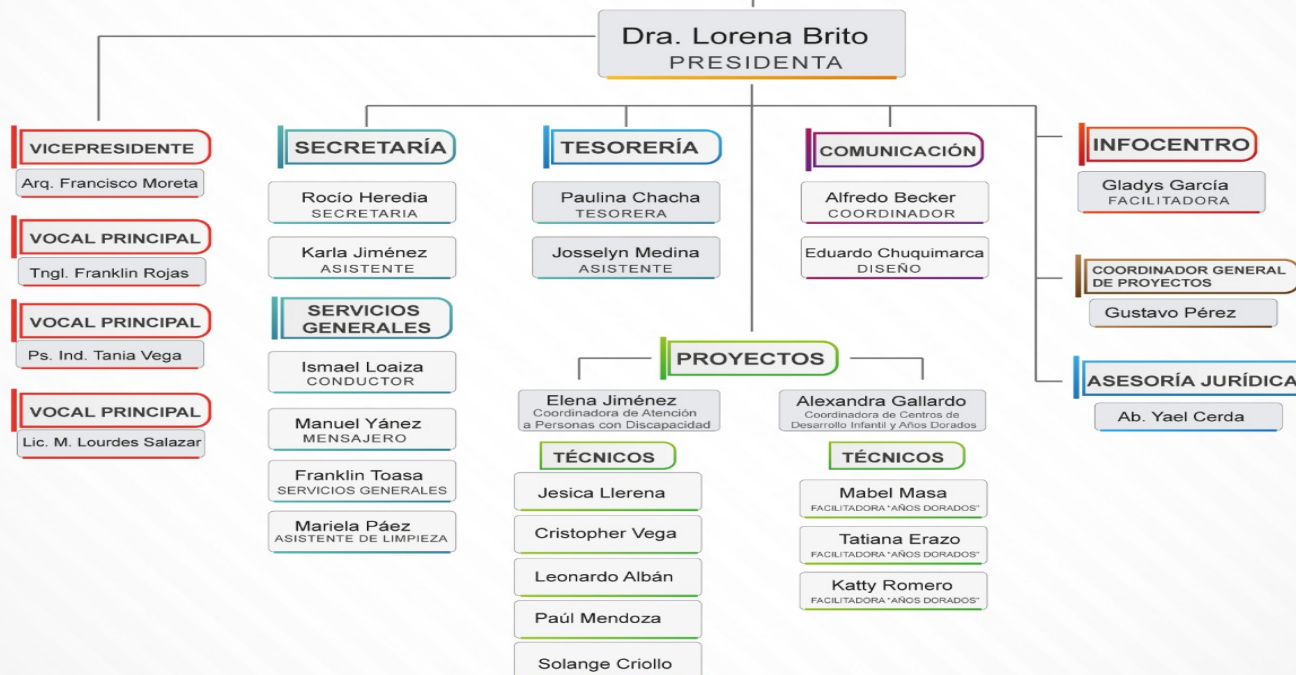 Dra. Lorena Brito
PRESIDENTA
VICEPRESIDENTE
Arq. Francisco Moreta
VOCAL PRINCIPAL
Tngl. Franklin Rojas
VOCAL PRINCIPAL
Ps. Ind. Tania Vega
VOCAL PRINCIPAL
Lic. M. Lourdes Salazar
SECRETARÍA
Rocío Heredia
SECRETARIA
Karla Jiménez
ASISTENTE
SERVICIOS
GENERALES
Ismael Loaiza
CONDUCTOR
Manuel Yánez
MENSAJERO
Franklin Toasa
SERVICIOS GENERALES
Mariela Páez
ASISTENTE DE LIMPIEZA
TESORERÍA
Paulina Chacha
TESORERA
Josselyn Medina
ASISTENTE
COMUNICACIÓN
Alfredo Becker
COORDINADOR
Eduardo Chuquimarca
DISEÑO
INFOCENTRO
Gladys García
FACILITADORA
COORDINADOR GENERAL
DE PROYECTOS
Gustavo Pérez
ASESORÍA JURÍDICA
Ab. Yael Cerda
PROYECTOS
Elena Jiménez
Coordinadora de Atención
a Personas con Discapacidad
TÉCNICOS
Jesica Llerena
Cristopher Vega
Leonardo Albán
Paúl Mendoza
Solange Criollo
Alexandra Gallardo
Coordinadora de Centros de
Desarrollo Infantil y Años Dorados
TÉCNICOS
Mabel Masa
FACILITADORA "AÑOS DORADOS"
Tatiana Erazo
FACILITADORA "AÑOS DORADOS"
Katty Romero
FACILITADORA "AÑOS DORADOS"